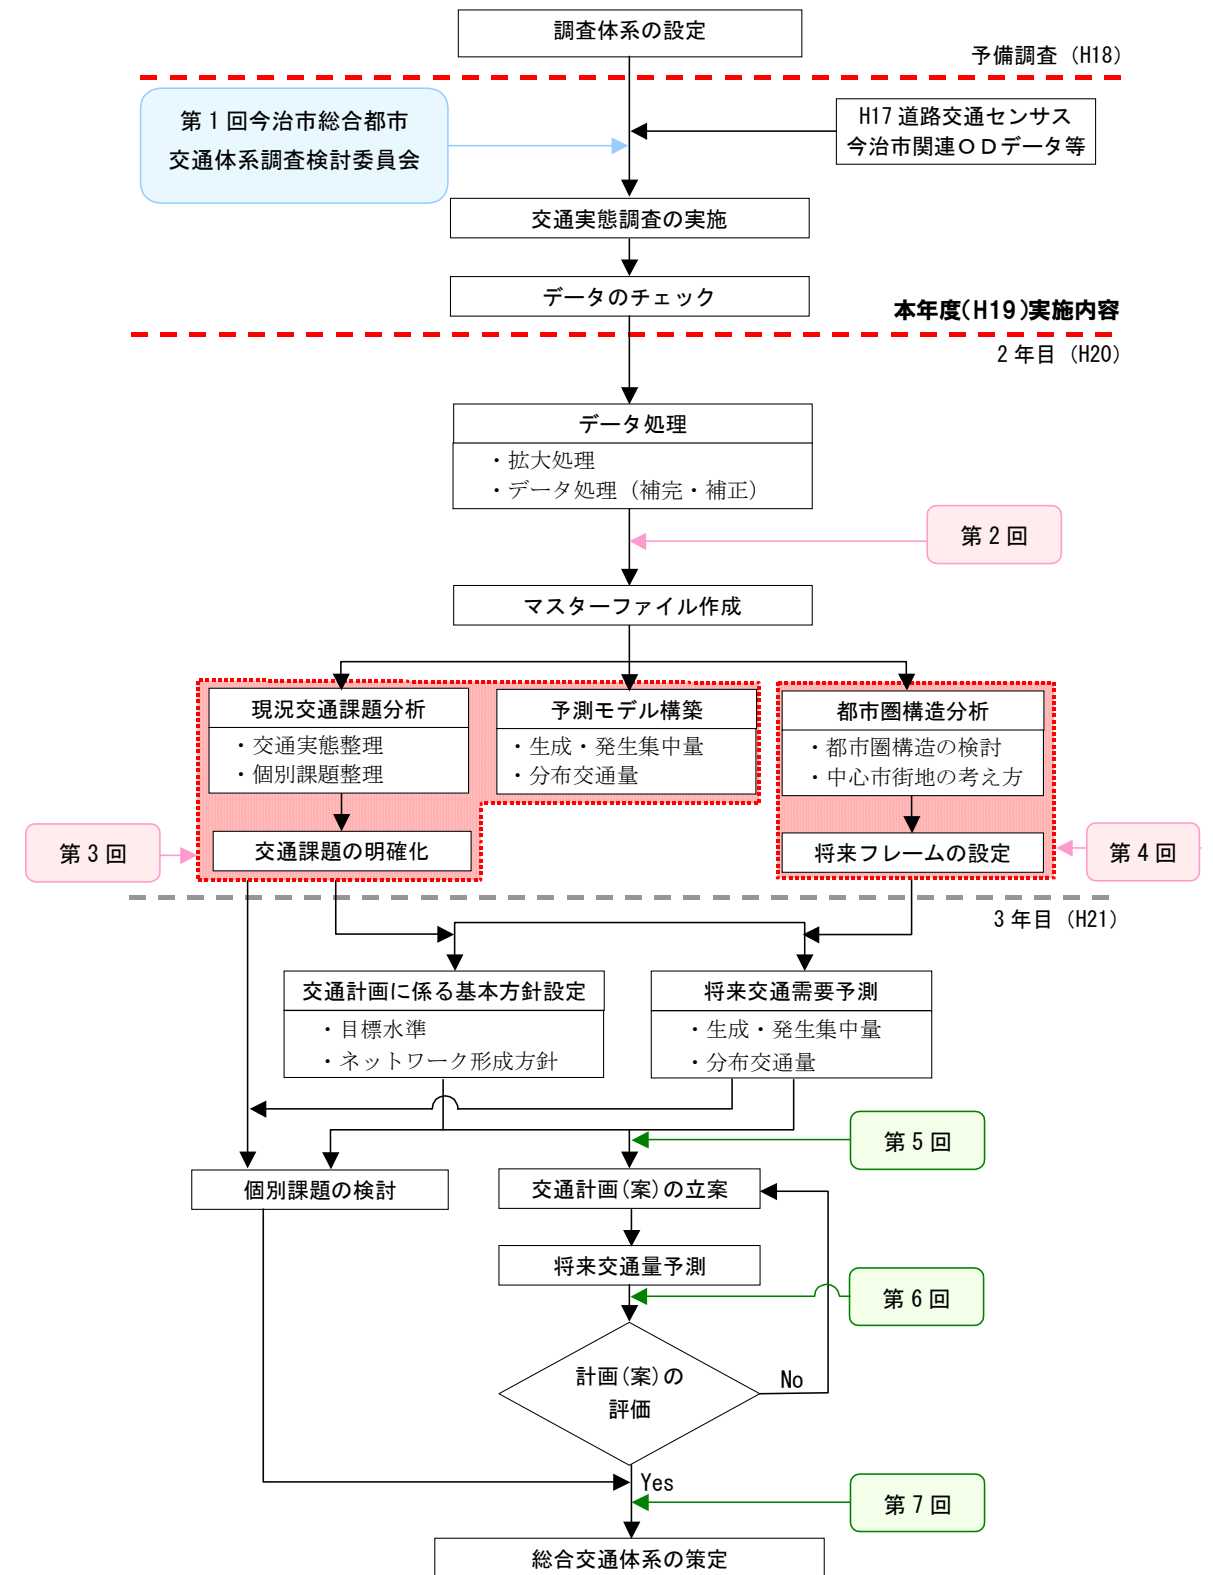 調査体系の設定
予備調査（H18）
第１回今治市総合都市
交通体系調査検討委員会
H17 道路交通センサス
今治市関連ＯＤデータ等
交通実態調査の実施
データのチェック
本年度(H19)実施内容
2 年目（H20）
データ処理
・拡大処理
・データ処理（補完・補正）
第２回
マスターファイル作成
現況交通課題分析
・交通実態整理
・個別課題整理
予測モデル構築
・生成・発生集中量
・分布交通量
都市圏構造分析
・都市圏構造の検討
・中心市街地の考え方
第３回
交通課題の明確化
将来フレームの設定
第４回
3 年目（H21）
交通計画に係る基本方針設定
・目標水準
・ネットワーク形成方針
将来交通需要予測
・生成・発生集中量
・分布交通量
第５回
個別課題の検討
交通計画(案)の立案
将来交通量予測
第６回
計画(案)の
評価
No
Yes
第７回
総合交通体系の策定